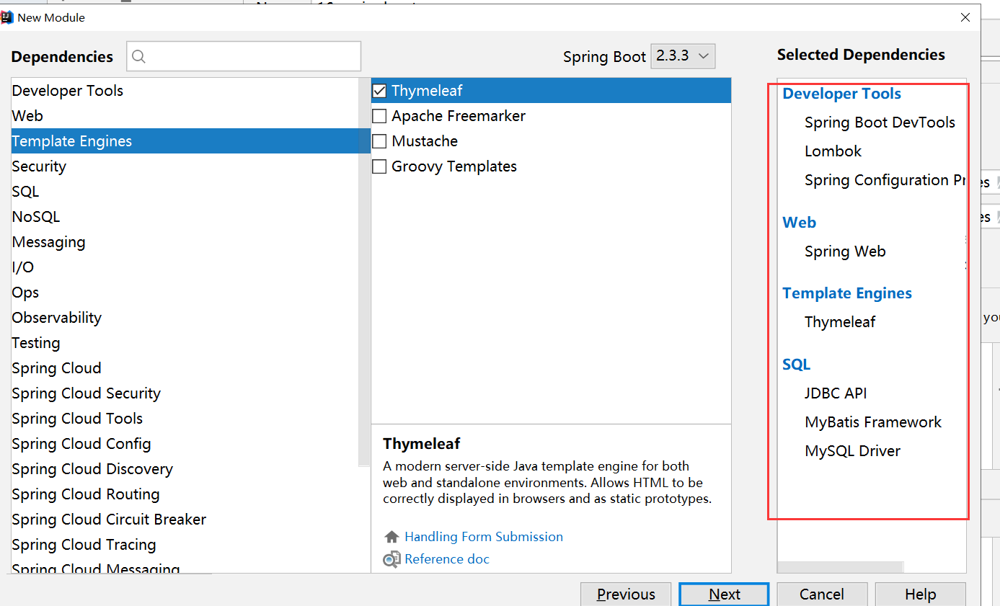 New Module
Dependencies
Spring Boot 2.3.3
Selected Dependencies
Developer Tools
Web
Template Engines
Security
SQL
NoSQL
Messaging
I/O
Ops
Observability
Testing
Spring Cloud
Spring Cloud Security
Spring Cloud Tools
Spring Cloud Config
Spring Cloud Discovery
Spring Cloud Routing
Spring Cloud Circuit Breaker
Spring Cloud Tracing
Spring Cloud Messaging
Thymeleaf
Apache Freemarker
Mustache
Groovy Templates
Thymeleaf
A modern server-side Java template engine for both
web and standalone environments. Allows HTML to be
correctly displayed in browsers and as static prototypes.
Handling Form Submission
Reference doc
Developer Tools
Spring Boot DevTools
Lombok
Spring Configuration Pr
Web
Spring Web
Template Engines
Thymeleaf
SQL
JDBC API
MyBatis Framework
MySQL Driver
es
es
you
Previous
Next
Cancel
Help